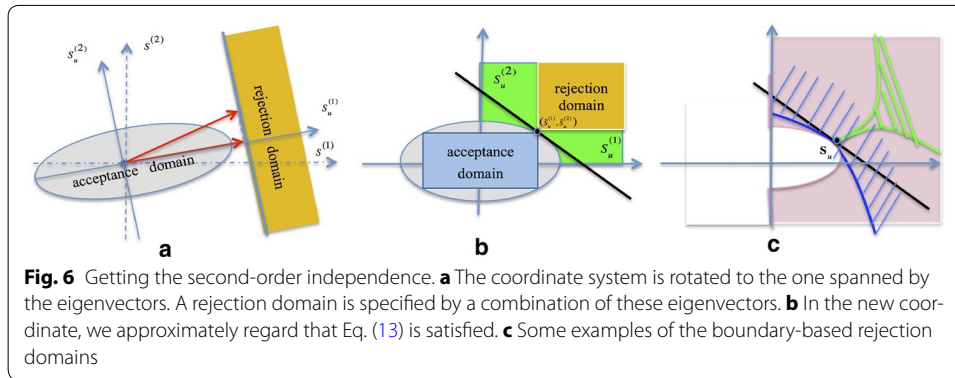 s_u^(2)
s^(2)
s_u^(1)
s^(1)
rejection domain
acceptance domain
a
s_u^(2)
rejection
domain
(s̃_u^(1), s̃_u^(2))
s_u^(1)
acceptance
domain
b
s_u
c
Fig. 6 Getting the second-order independence. a The coordinate system is rotated to the one spanned by
the eigenvectors. A rejection domain is specified by a combination of these eigenvectors. b In the new coor-
dinate, we approximately regard that Eq. (13) is satisfied. c Some examples of the boundary-based rejection
domains